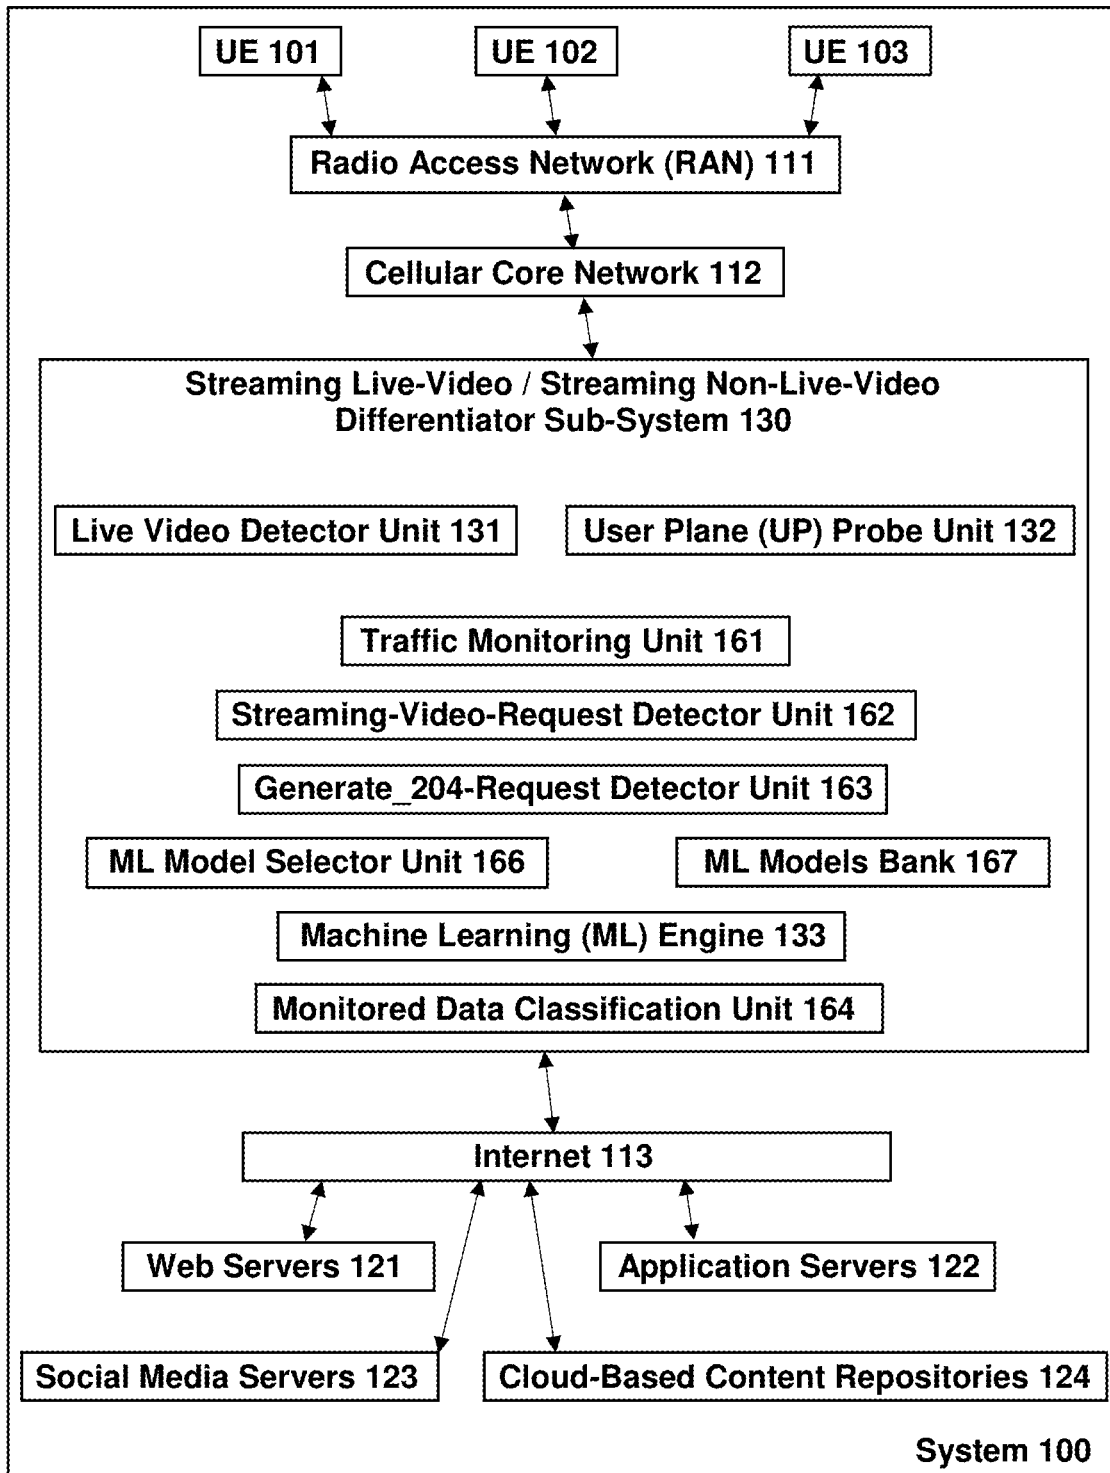 UE 101
UE 102
UE 103
Radio Access Network (RAN) 111
Cellular Core Network 112
Streaming Live-Video / Streaming Non-Live-Video
Differentiator Sub-System 130
Live Video Detector Unit 131
User Plane (UP) Probe Unit 132
Traffic Monitoring Unit 161
Streaming-Video-Request Detector Unit 162
Generate_204-Request Detector Unit 163
ML Model Selector Unit 166
ML Models Bank 167
Machine Learning (ML) Engine 133
Monitored Data Classification Unit 164
Internet 113
Web Servers 121
Application Servers 122
Social Media Servers 123
Cloud-Based Content Repositories 124
System 100